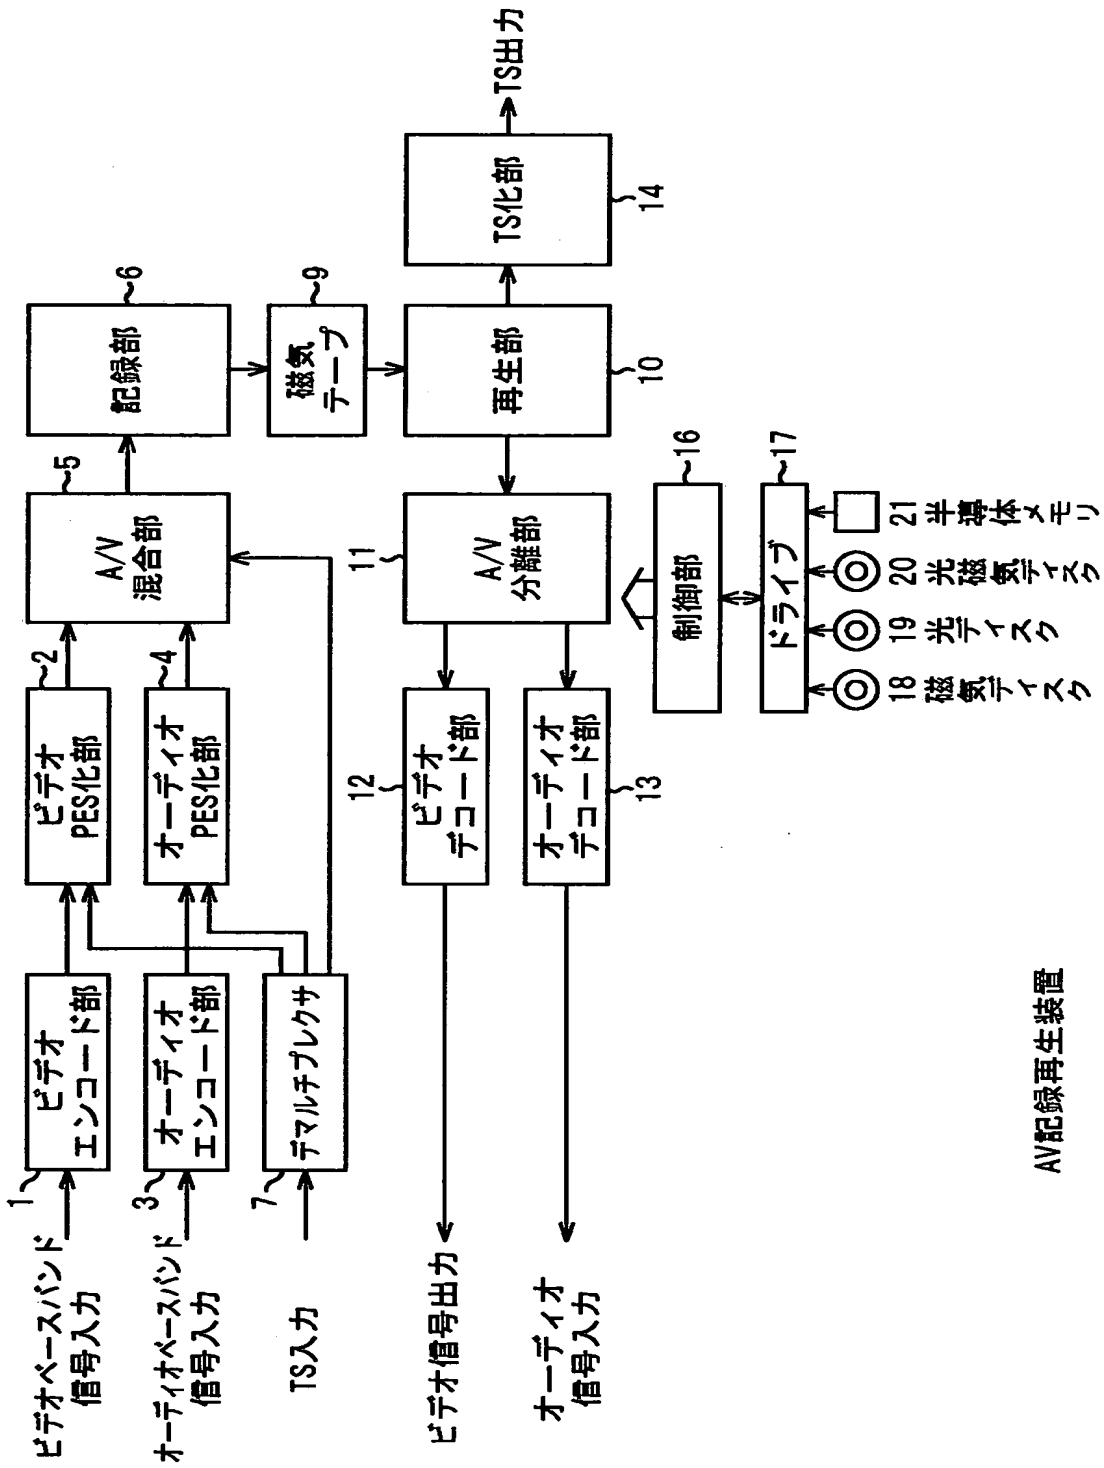 ビデオベースバンド
信号入力
1
ビデオ
エンコード部
2
ビデオ
PES化部
5
A/V
混合部
6
記録部
オーディオベースバンド
信号入力
3
オーディオ
エンコード部
4
オーディオ
PES化部
TS入力
7
デマルチプレクサ
9
磁気
テープ
ビデオ信号出力
12
ビデオ
デコード部
11
A/V
分離部
再生部
10
TS化部
14
TS出力
オーディオ
信号入力
オーディオ
デコード部
13
制御部
16
ドライブ
17
18 磁気ディスク
19 光ディスク
20 光磁気ディスク
21 半導体メモリ
AV記録再生装置